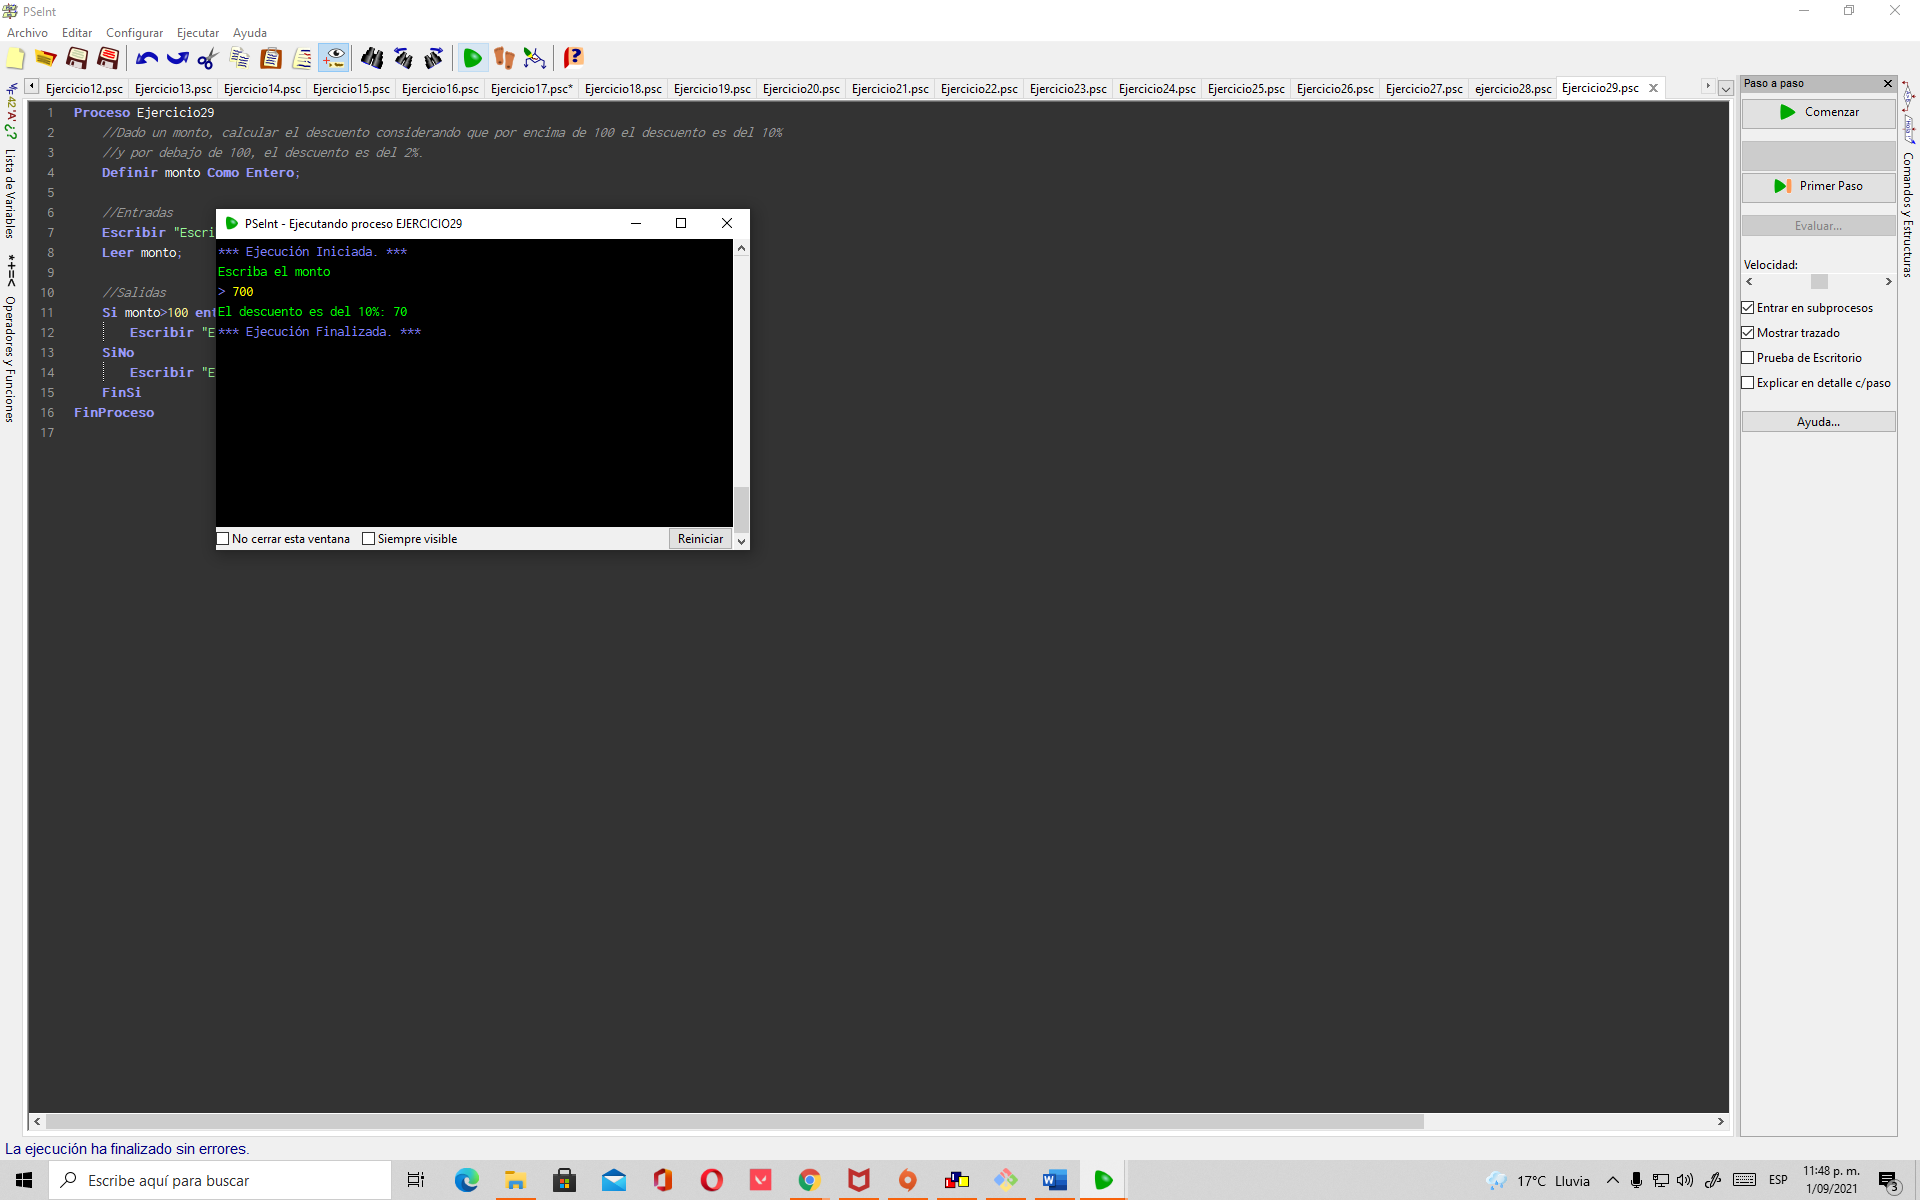 PSeInt
Archivo Editar Configurar Ejecutar Ayuda
Ejercicio12.psc Ejercicio13.psc Ejercicio14.psc Ejercicio15.psc Ejercicio16.psc Ejercicio17.psc* Ejercicio18.psc Ejercicio19.psc Ejercicio20.psc Ejercicio21.psc Ejercicio22.psc Ejercicio23.psc Ejercicio24.psc Ejercicio25.psc Ejercicio26.psc Ejercicio27.psc ejercicio28.psc Ejercicio29.psc
1 Proceso Ejercicio29
2 //Dado un monto, calcular el descuento considerando que por encima de 100 el descuento es del 10%
3 //y por debajo de 100, el descuento es del 2%.
4 Definir monto Como Entero;
5
6 //Entradas
7 Escribir "Escri
8 Leer monto;
9
10 //Salidas
11 Si monto>100 ent
12 Escribir "E
13 SiNo
14 Escribir "E
15 FinSi
16 FinProceso
17
PSeInt - Ejecutando proceso EJERCICIO29
*** Ejecución Iniciada. ***
Escriba el monto
> 700
El descuento es del 10%: 70
*** Ejecución Finalizada. ***
No cerrar esta ventana Siempre visible Reiniciar
Lista de Variables
*+=< Operadores y Funciones
Paso a paso
Comenzar
Primer Paso
Evaluar...
Velocidad:
Entrar en subprocesos
Mostrar trazado
Prueba de Escritorio
Explicar en detalle c/paso
Ayuda...
Comandos y Estructuras
La ejecución ha finalizado sin errores.
Escribe aquí para buscar
17°C Lluvia
ESP
11:48 p. m.
1/09/2021
3